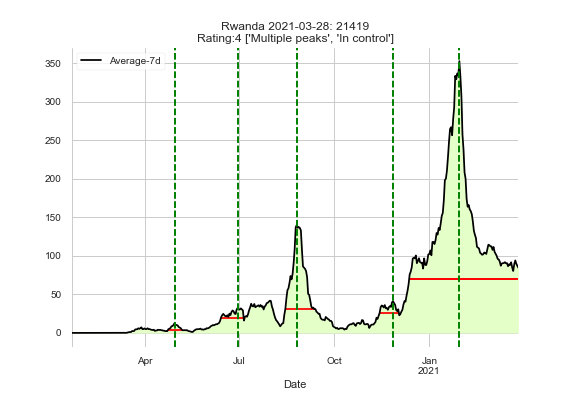 Rwanda 2021-03-28: 21419
Rating:4 ['Multiple peaks', 'In control']
Average-7d
350
300
250
200
150
100
50
0
Apr
Jul
Oct
Jan
2021
Date